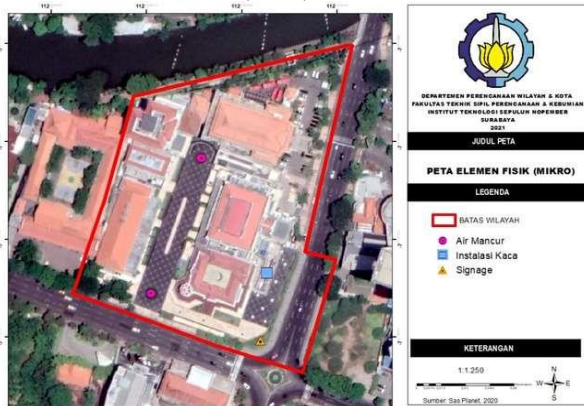 112
112
112
112
DEPARTEMEN PERENCANAAN WILAYAH & KOTA
FAKULTAS TEKNIK SIPIL PERENCANAAN & KEBUMIAN
INSTITUT TEKNOLOGI SEPULUH NOPEMBER
SURABAYA
2021
JUDUL PETA
PETA ELEMEN FISIK (MIKRO)
LEGENDA
BATAS WILAYAH
Air Mancur
Instalasi Kaca
Signage
KETERANGAN
1:1.250
N
W
E
S
Sumber: Sas Planet, 2020